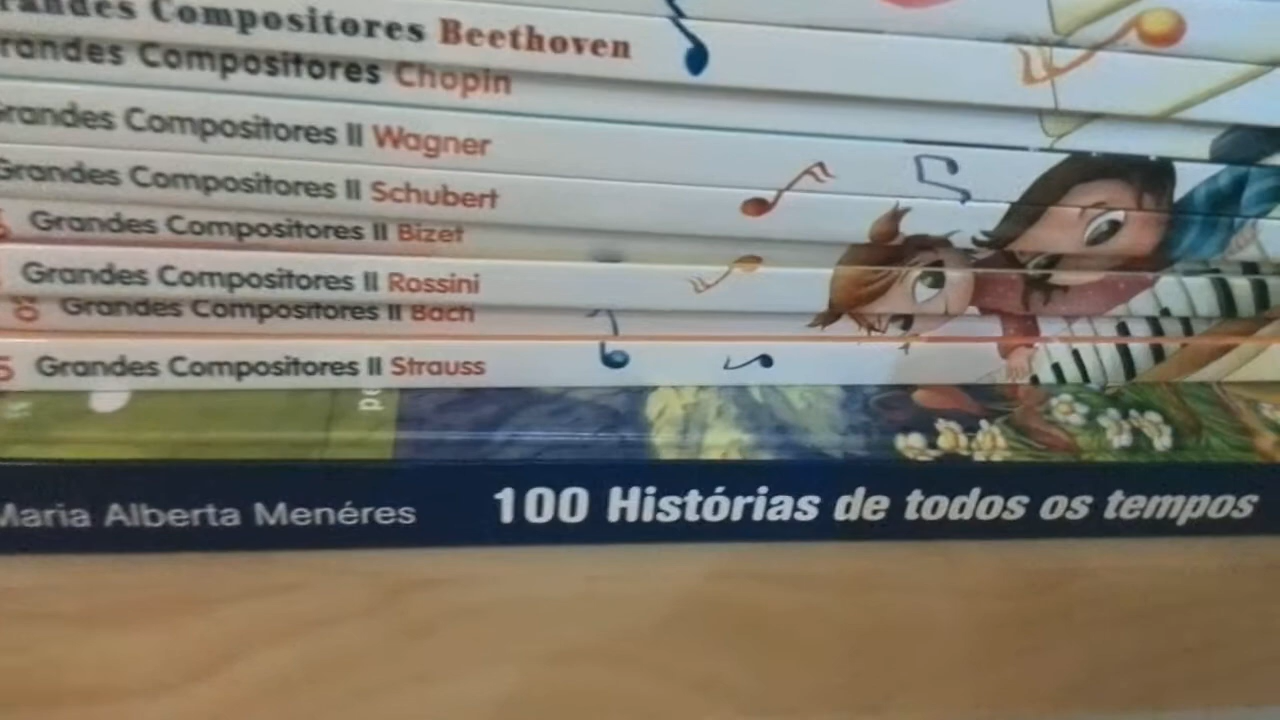 Grandes Compositores Beethoven
Grandes Compositores Chopin
Grandes Compositores II Wagner
Grandes Compositores II Schubert
Grandes Compositores II Bizet
Grandes Compositores II Rossini
Grandes Compositores II Bach
5 Grandes Compositores II Strauss
Maria Alberta Menéres 100 Histórias de todos os tempos